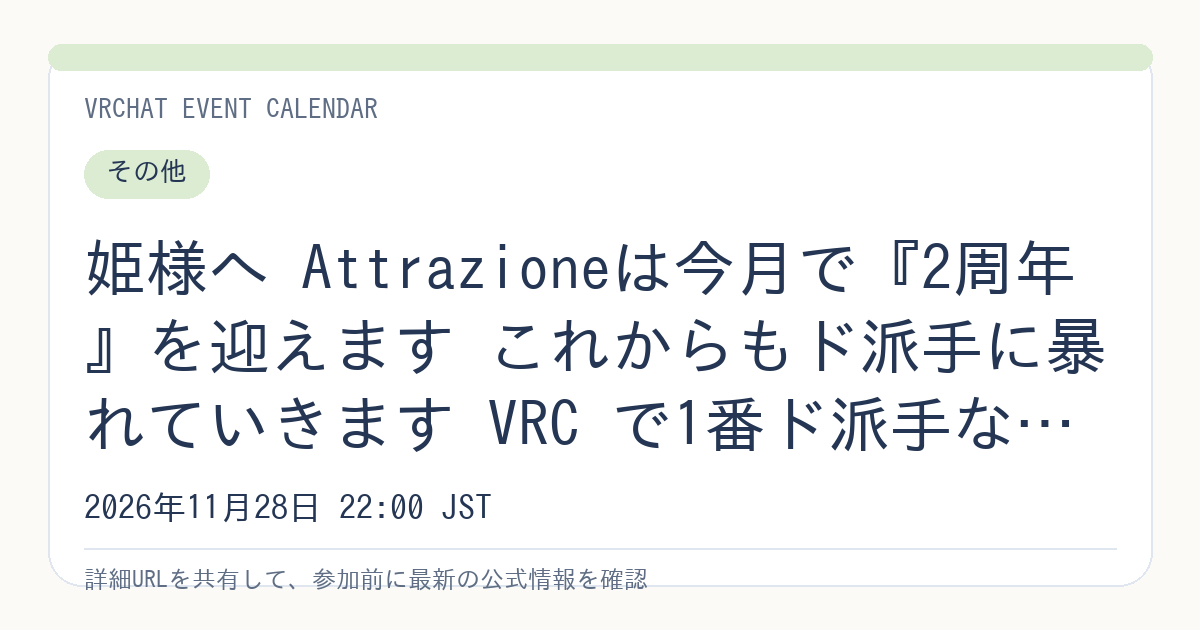 VRCHAT EVENT CALENDAR
その他
姫様へ Attrazioneは今月で『2周年
』を迎えます これからもド派手に暴
れていきます VRC で1番ド派手な…
2026年11月28日 22:00 JST
詳細URLを共有して、参加前に最新の公式情報を確認